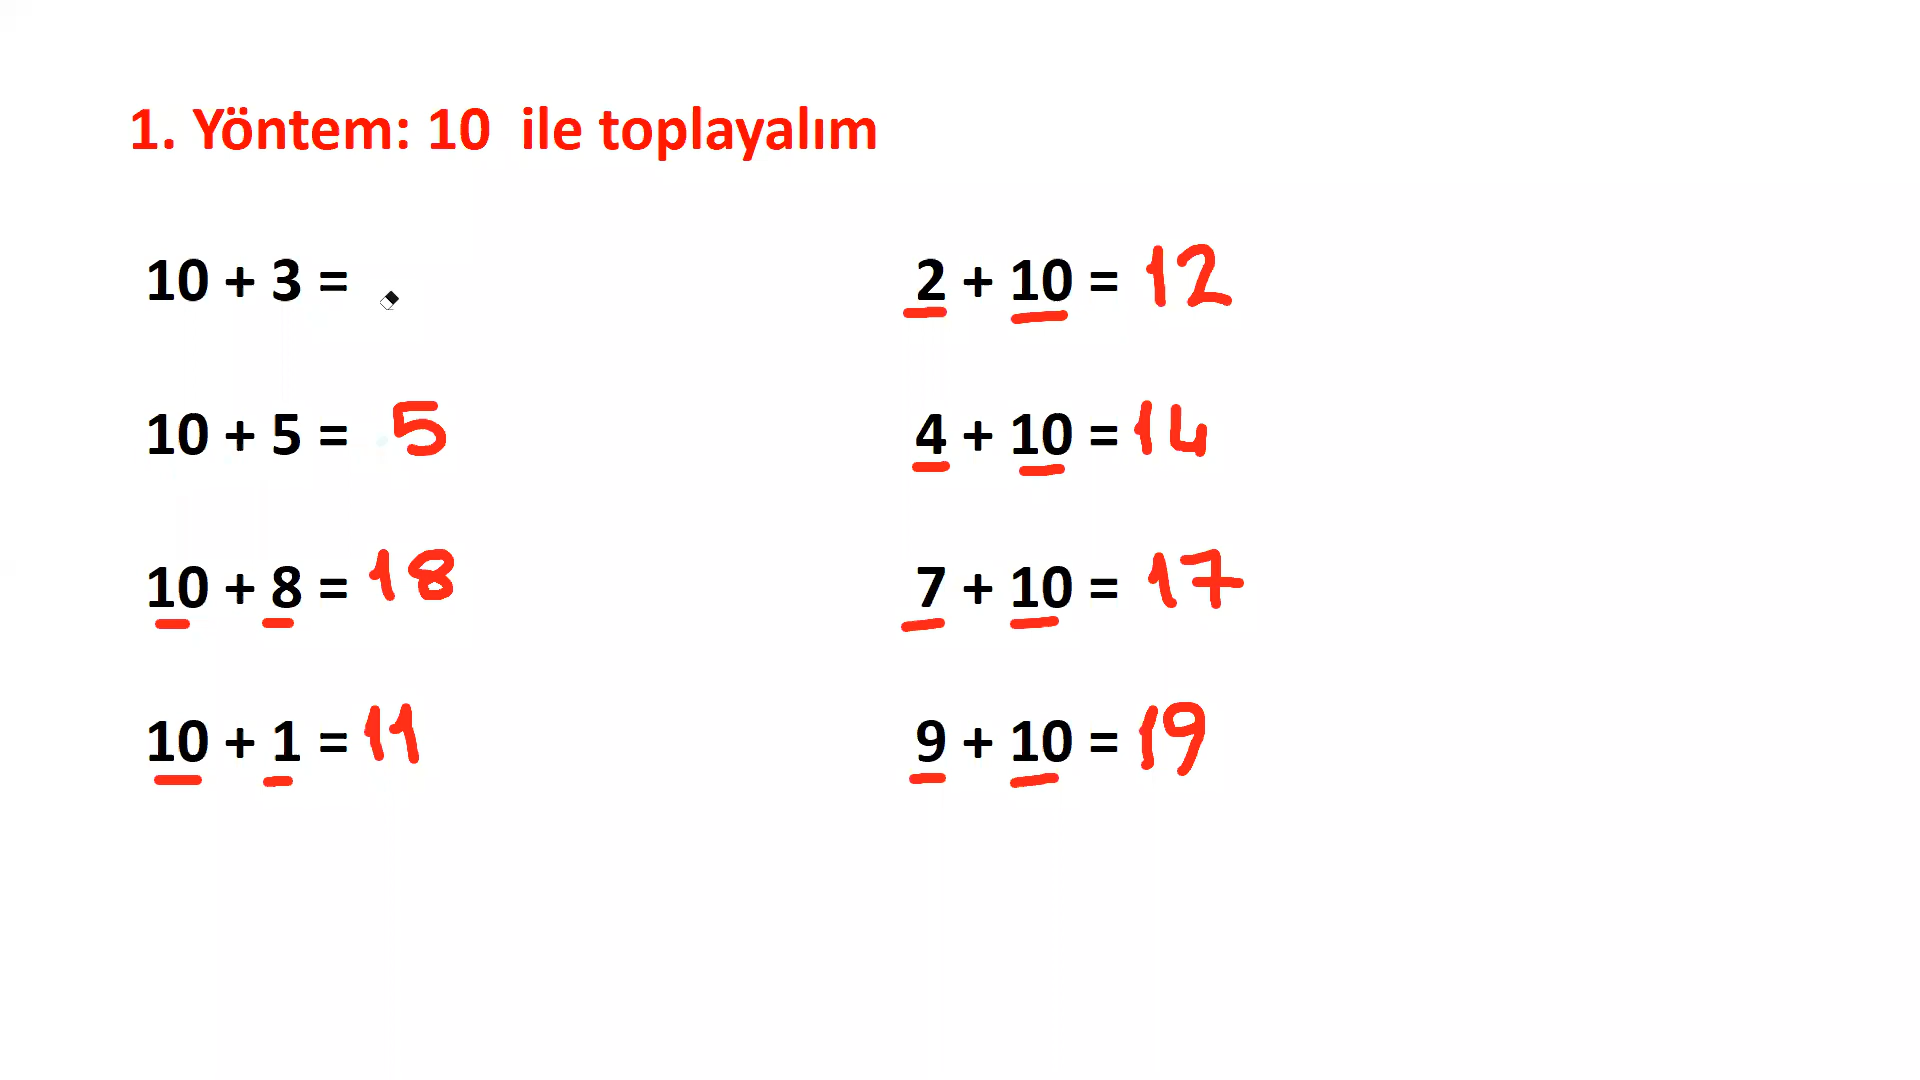 1. Yöntem: 10 ile toplayalım
10 + 3 =
10 + 5 = 5
10 + 8 = 18
10 + 1 = 11
2 + 10 = 12
4 + 10 = 14
7 + 10 = 17
9 + 10 = 19